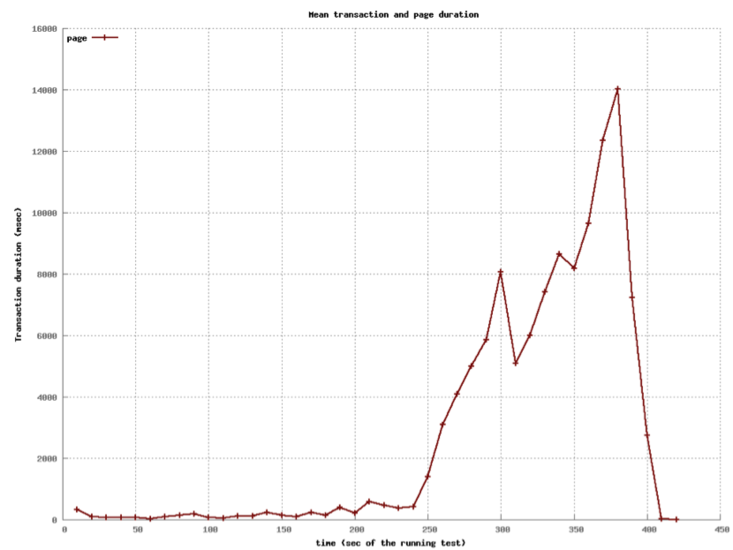 Mean transaction and page duration
page
16000
14000
12000
10000
8000
6000
4000
2000
0
Transaction duration (msec)
0 50 100 150 200 250 300 350 400 450
time (sec of the running test)